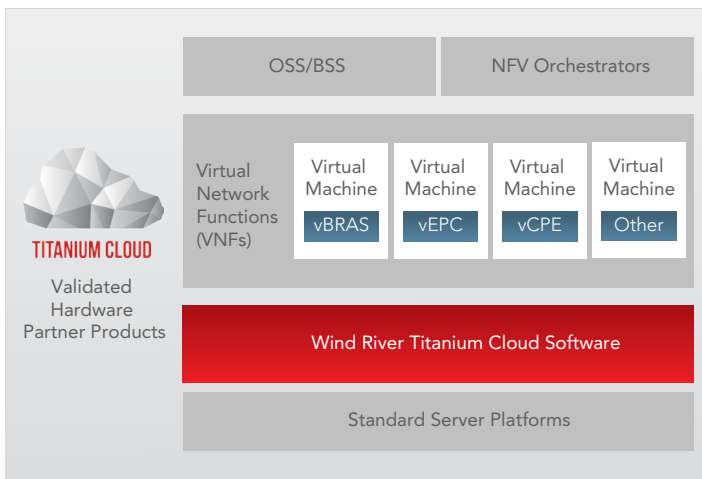 OSS/BSS
NFV Orchestrators
Virtual
Network
Functions
(VNFs)
Virtual
Machine
vBRAS
Virtual
Machine
vEPC
Virtual
Machine
vCPE
Virtual
Machine
Other
TITANIUM CLOUD
Validated
Hardware
Partner Products
Wind River Titanium Cloud Software
Standard Server Platforms